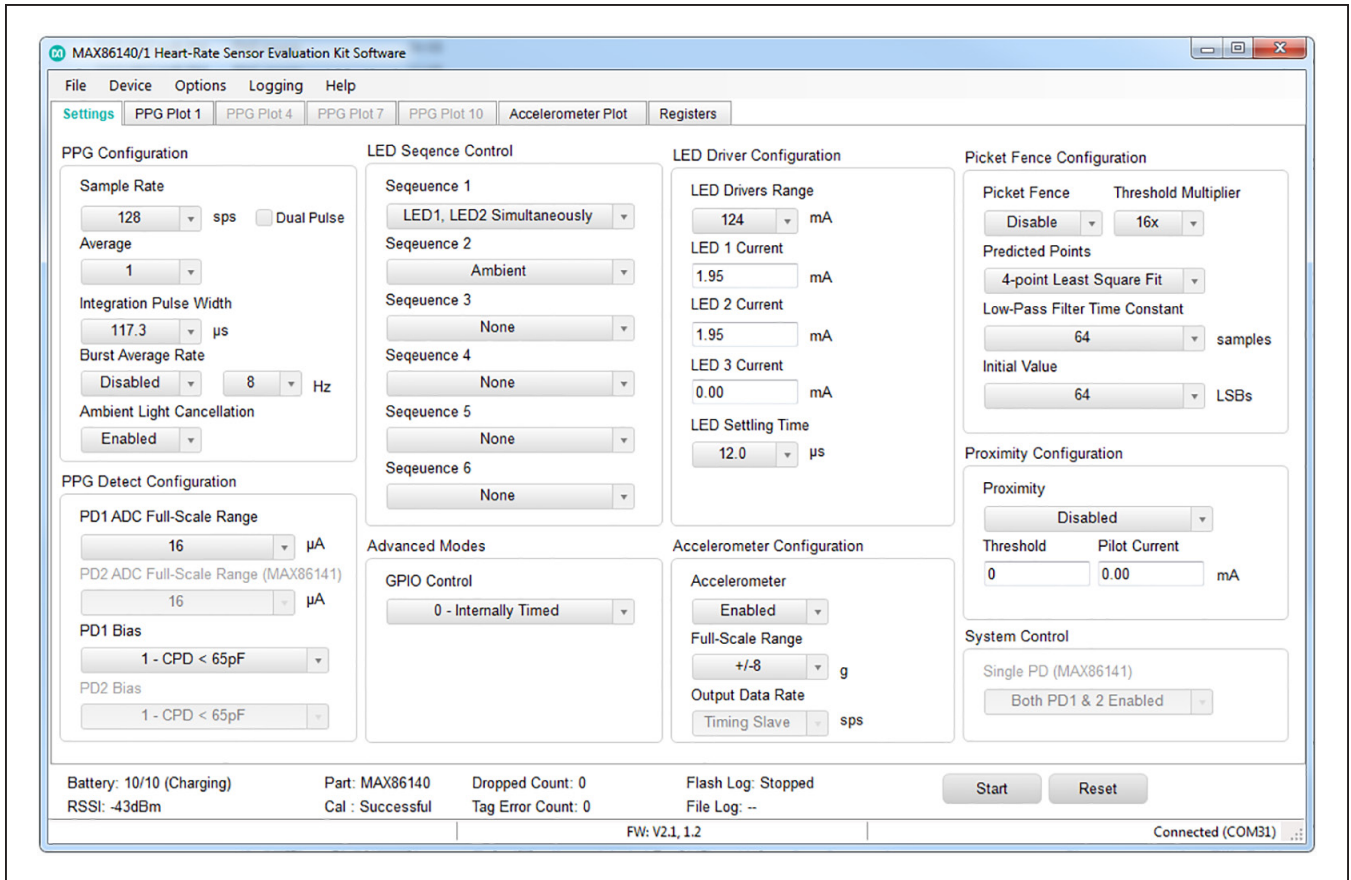 MAX86140/1 Heart-Rate Sensor Evaluation Kit Software
File Device Options Logging Help
Settings PPG Plot 1 PPG Plot 4 PPG Plot 7 PPG Plot 10 Accelerometer Plot Registers
PPG Configuration
Sample Rate
128 sps Dual Pulse
Average
1
Integration Pulse Width
117.3 µs
Burst Average Rate
Disabled 8 Hz
Ambient Light Cancellation
Enabled
PPG Detect Configuration
PD1 ADC Full-Scale Range
16 µA
PD2 ADC Full-Scale Range (MAX86141)
16 µA
PD1 Bias
1 - CPD < 65pF
PD2 Bias
1 - CPD < 65pF
LED Seqence Control
Seqeuence 1
LED1, LED2 Simultaneously
Seqeuence 2
Ambient
Seqeuence 3
None
Seqeuence 4
None
Seqeuence 5
None
Seqeuence 6
None
Advanced Modes
GPIO Control
0 - Internally Timed
LED Driver Configuration
LED Drivers Range
124 mA
LED 1 Current
1.95 mA
LED 2 Current
1.95 mA
LED 3 Current
0.00 mA
LED Settling Time
12.0 µs
Accelerometer Configuration
Accelerometer
Enabled
Full-Scale Range
+/-8 g
Output Data Rate
Timing Slave sps
Picket Fence Configuration
Picket Fence Threshold Multiplier
Disable 16x
Predicted Points
4-point Least Square Fit
Low-Pass Filter Time Constant
64 samples
Initial Value
64 LSBs
Proximity Configuration
Proximity
Disabled
Threshold Pilot Current
0 0.00 mA
System Control
Single PD (MAX86141)
Both PD1 & 2 Enabled
Battery: 10/10 (Charging) Part: MAX86140 Dropped Count: 0 Flash Log: Stopped
Start Reset
RSSI: -43dBm Cal : Successful Tag Error Count: 0 File Log: --
FW: V2.1, 1.2 Connected (COM31)